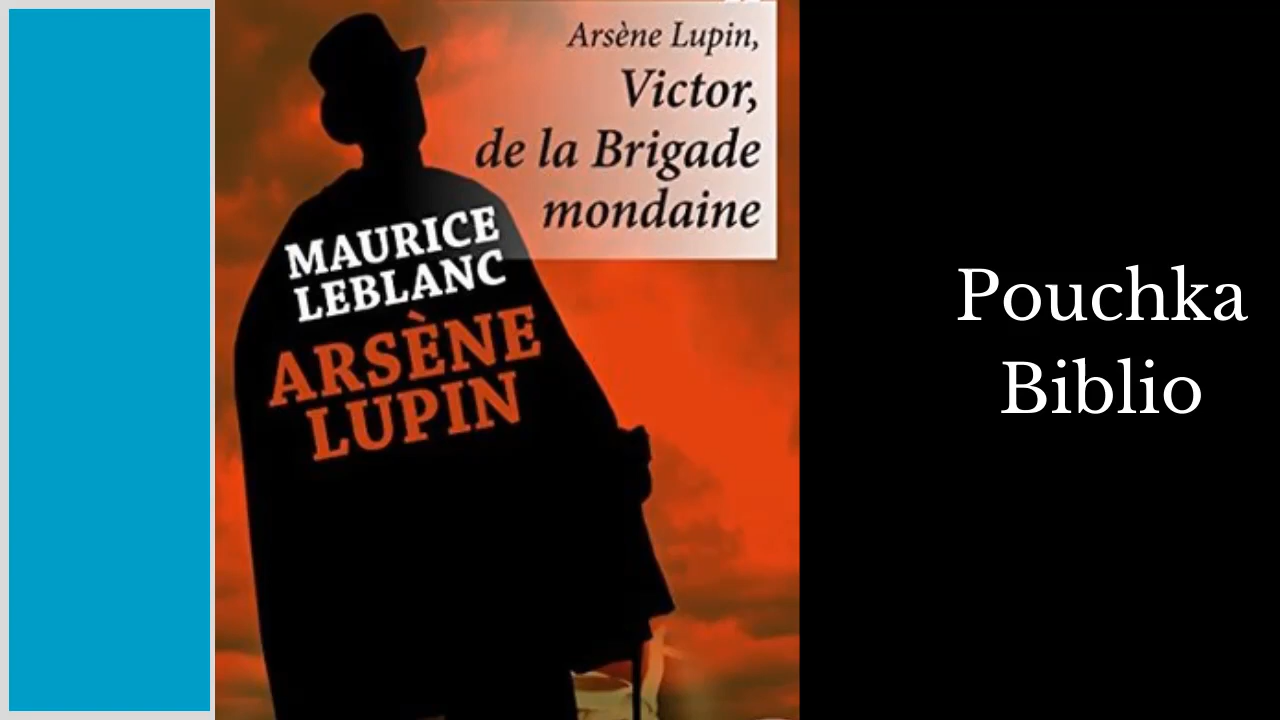 Arsène Lupin,
Victor,
de la Brigade
mondaine
MAURICE
LEBLANC
ARSÈNE
LUPIN
Pouchka
Biblio